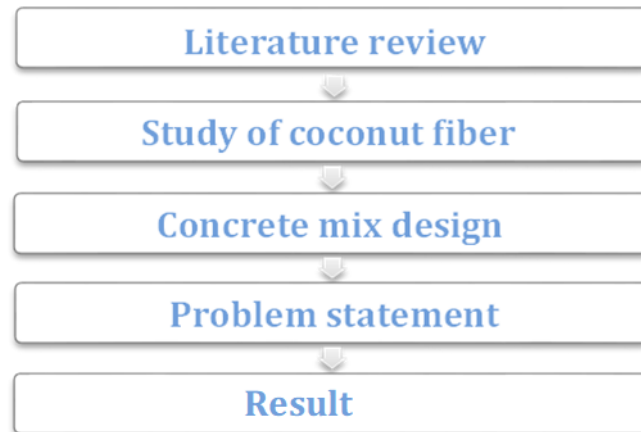 Literature review
Study of coconut fiber
Concrete mix design
Problem statement
Result